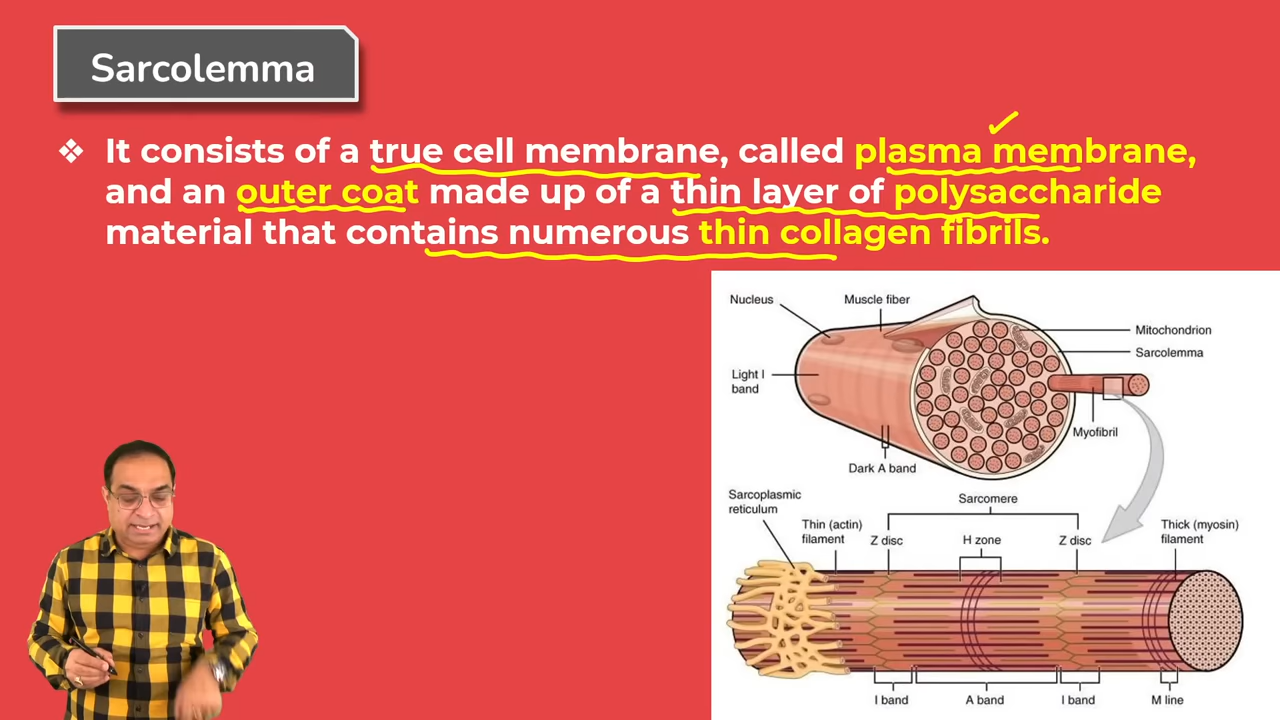 Sarcolemma
❖ It consists of a true cell membrane, called plasma membrane,
and an outer coat made up of a thin layer of polysaccharide
material that contains numerous thin collagen fibrils.
Nucleus
Muscle fiber
Mitochondrion
Sarcolemma
Light I
band
Myofibril
Dark A band
Sarcoplasmic
reticulum
Sarcomere
Thin (actin)
filament
Z disc
H zone
Z disc
Thick (myosin)
filament
I band
A band
I band
M line